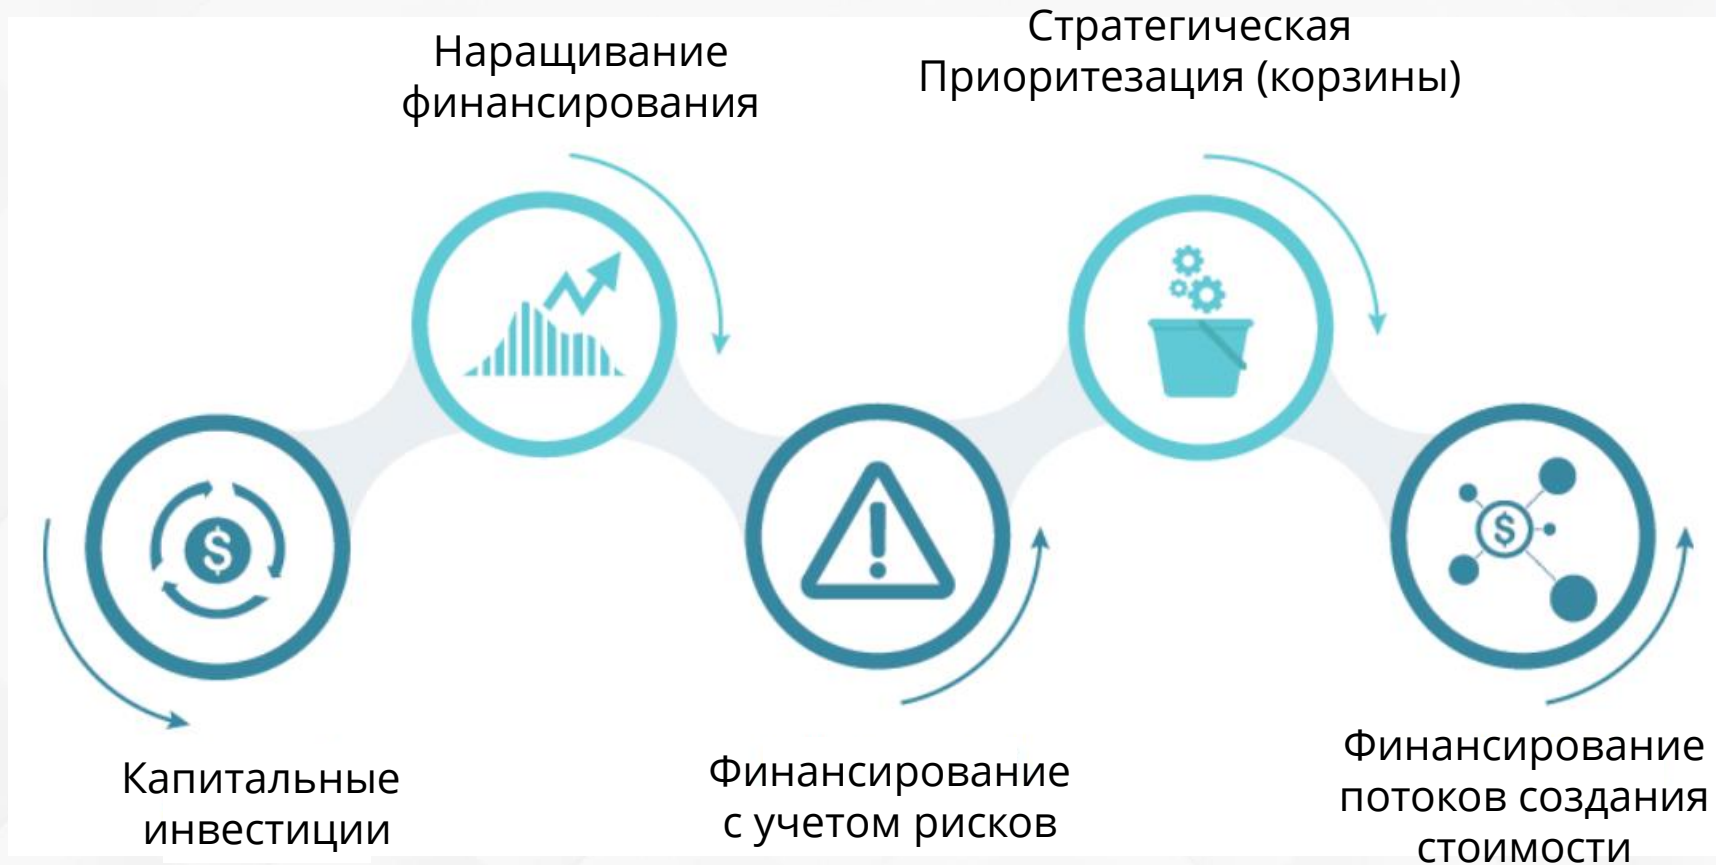 Наращивание
финансирования
Стратегическая
Приоритезация (корзины)
$
$
Капитальные
инвестиции
Финансирование
с учетом рисков
Финансирование
потоков создания
стоимости